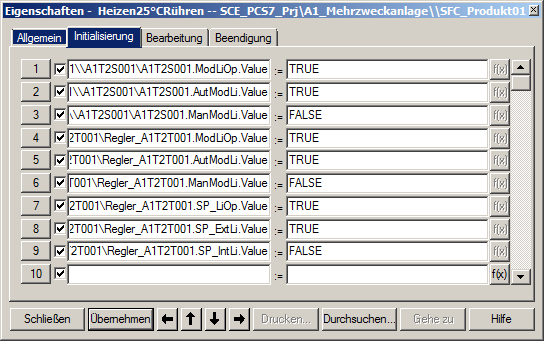 Eigenschaften - Heizen25°CRühren -- SCE_PCS7_Prj\A1_Mehrzweckanlage\\SFC_Produkt01
Allgemein Initialisierung Bearbeitung Beendigung
1 1\\A1T2S001\A1T2S001.ModLiOp.Value := TRUE f(x)
2 \\A1T2S001\A1T2S001.AutModLi.Value := TRUE f(x)
3 \\A1T2S001\A1T2S001.ManModLi.Value := FALSE f(x)
4 2T001\Regler_A1T2T001.ModLiOp.Value := TRUE f(x)
5 2T001\Regler_A1T2T001.AutModLi.Value := TRUE f(x)
6 T001\Regler_A1T2T001.ManModLi.Value := FALSE f(x)
7 2T001\Regler_A1T2T001.SP_LiOp.Value := TRUE f(x)
8 2T001\Regler_A1T2T001.SP_ExtLi.Value := TRUE f(x)
9 2T001\Regler_A1T2T001.SP_IntLi.Value := FALSE f(x)
10 := f(x)
Schließen Übernehmen Drucken... Durchsuchen... Gehe zu Hilfe